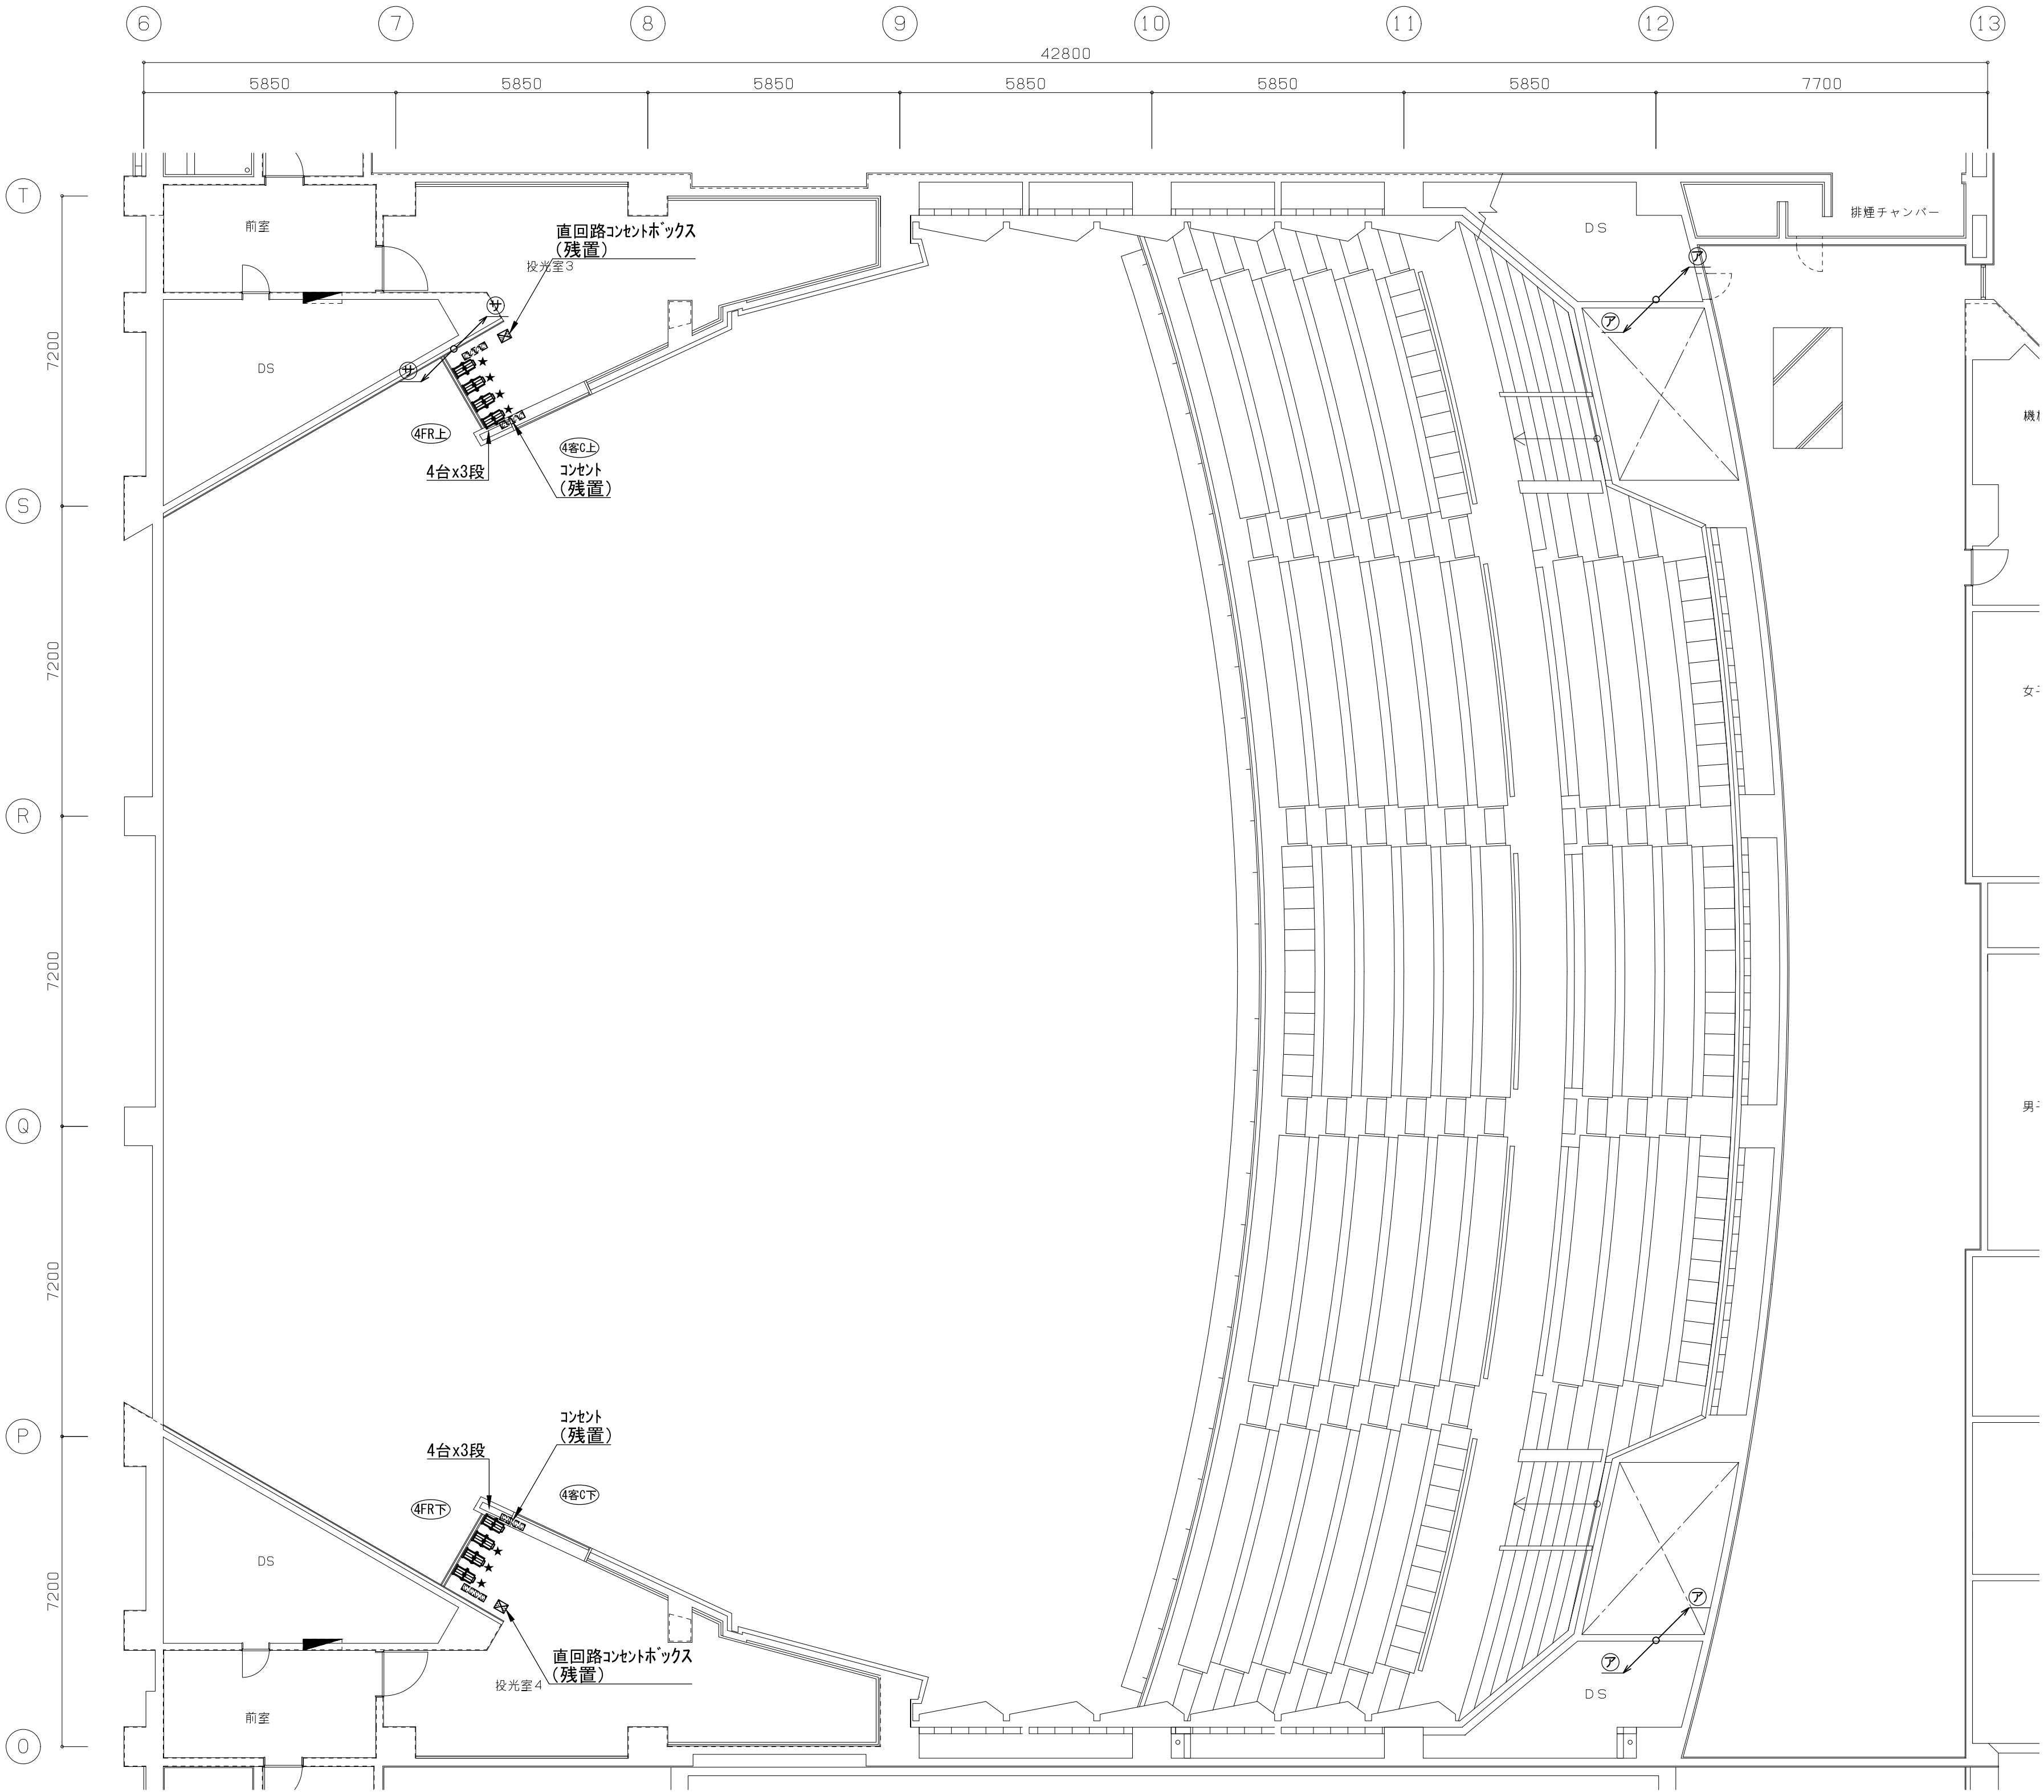 6 7 8 9 10 11 12 13
42800
5850 5850 5850 5850 5850 5850 7700
T
前室
直回路コンセントボックス
(残置)
投光室3
DS
排煙チャンバー
ア
サ
ア
7200
DS
サ
機
4FR上
4客C上
4台x3段
コンセント
(残置)
S
7200
女
R
7200
男
Q
7200
P
コンセント
(残置)
4台x3段
4FR下
4客C下
DS
7200
ア
直回路コンセントボックス
(残置)
ア
投光室4
DS
前室
O